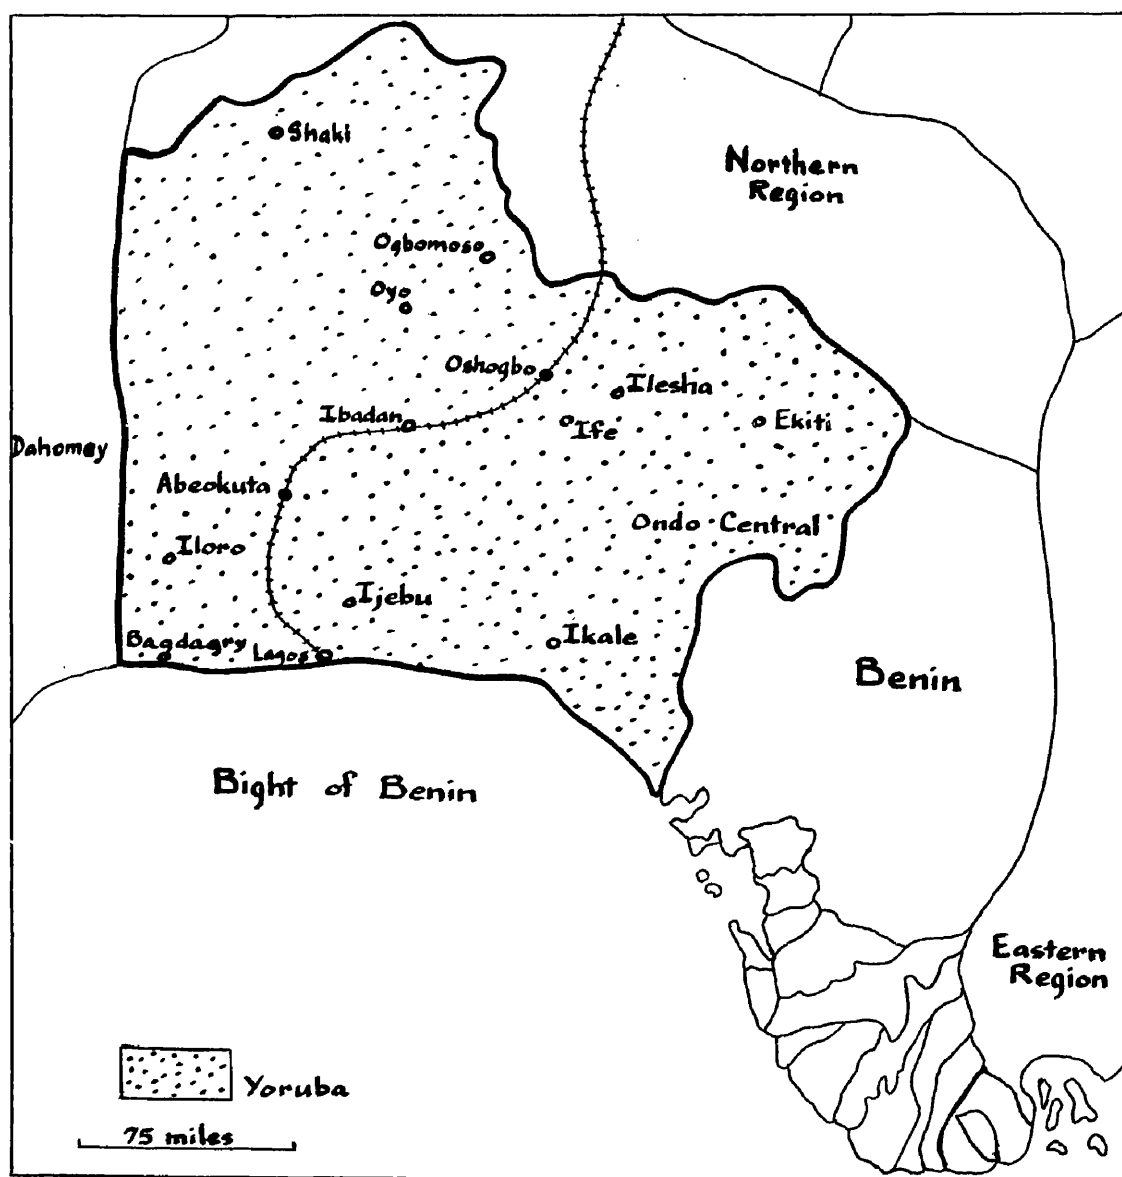 Shaki
Northern
Region
Ogbomoso
Oyo
Oshogbo
Ilesha
Ibadan
Ife
Ekiti
Dahomey
Abeokuta
Ondo Central
Iloro
Ijebu
Bagdagry
Lagos
Ikale
Benin
Bight of Benin
Eastern
Region
Yoruba
75 miles